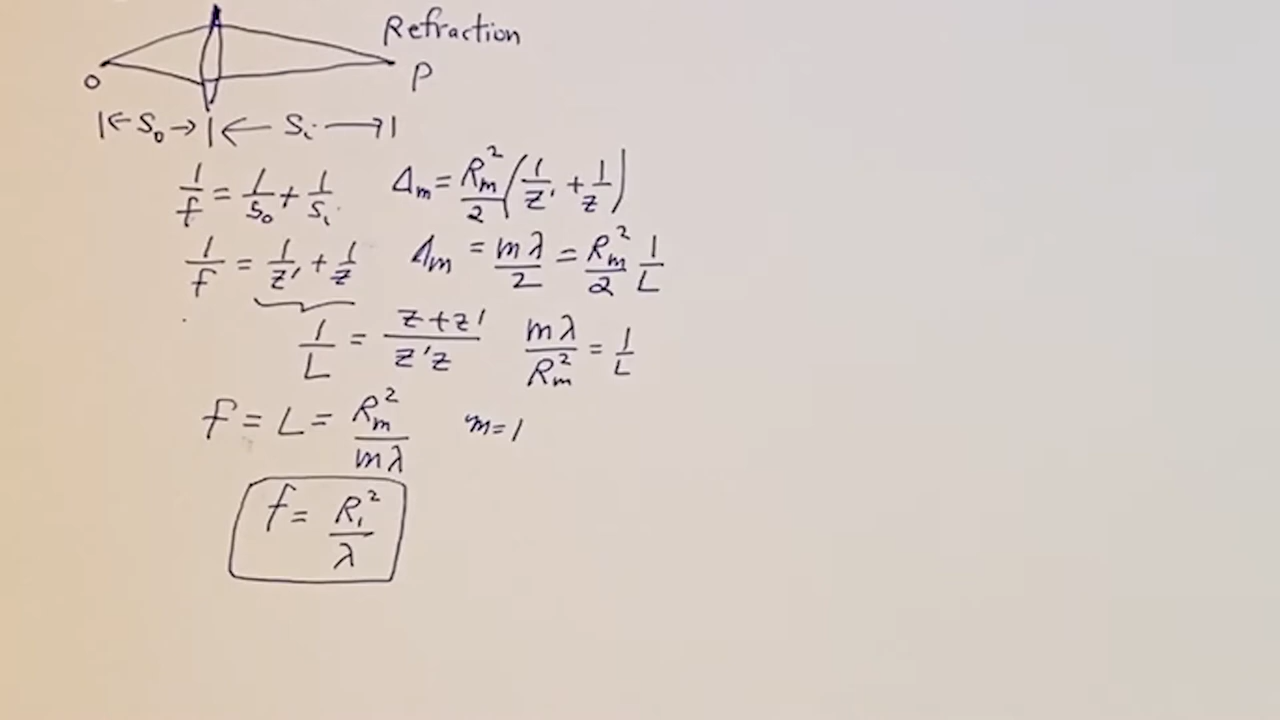 Refraction
O P
|← S₀ →|← Sᵢ →|
1/f = 1/S₀ + 1/Sᵢ Δₘ = Rₘ²/2 (1/z' + 1/z)
1/f = 1/z' + 1/z Δₘ = mλ/2 = Rₘ²/2 1/L
1/L = z+z'/z'z mλ/Rₘ² = 1/L
f = L = Rₘ²/mλ m=1
f = R₁²/λ